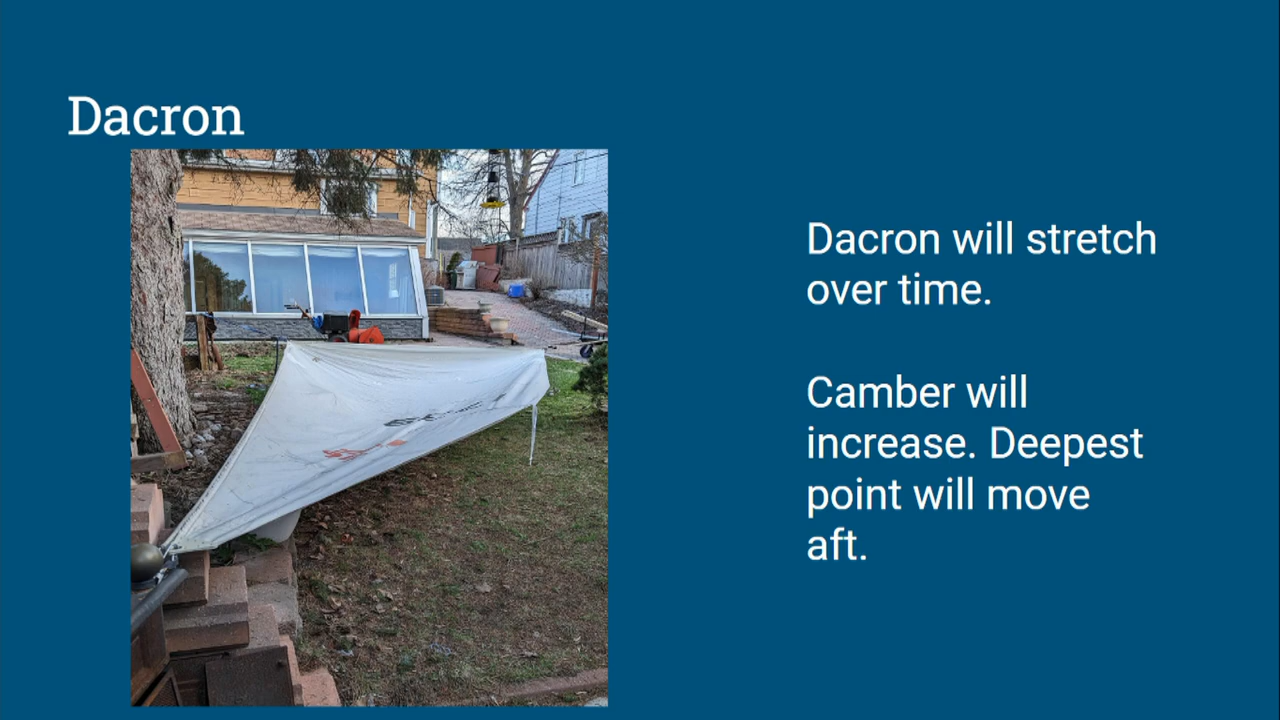 Dacron
Dacron will stretch
over time.
Camber will
increase. Deepest
point will move
aft.